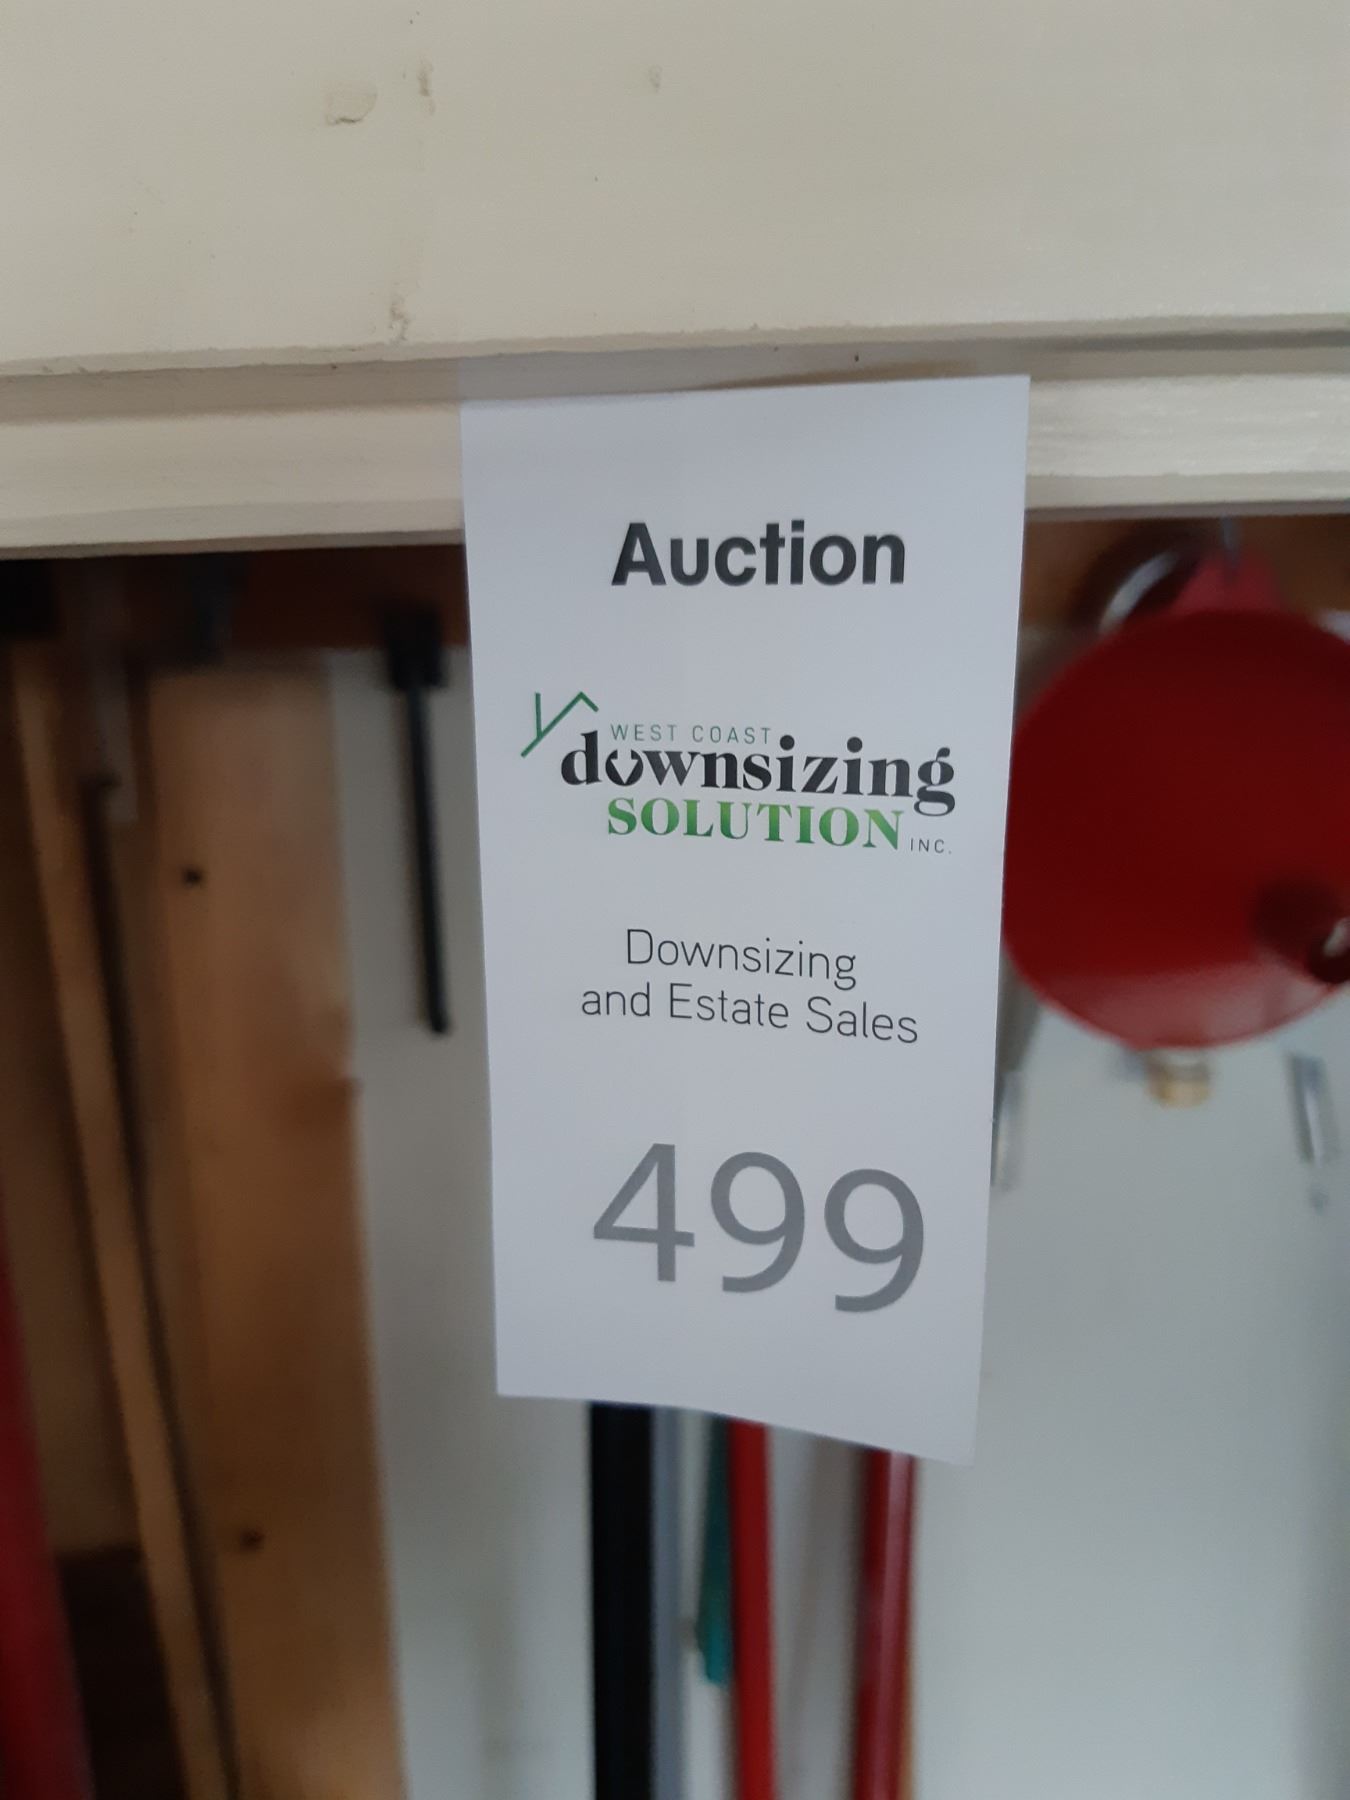 Auction
WEST COAST
downsizing
SOLUTION INC.
Downsizing
and Estate Sales
499